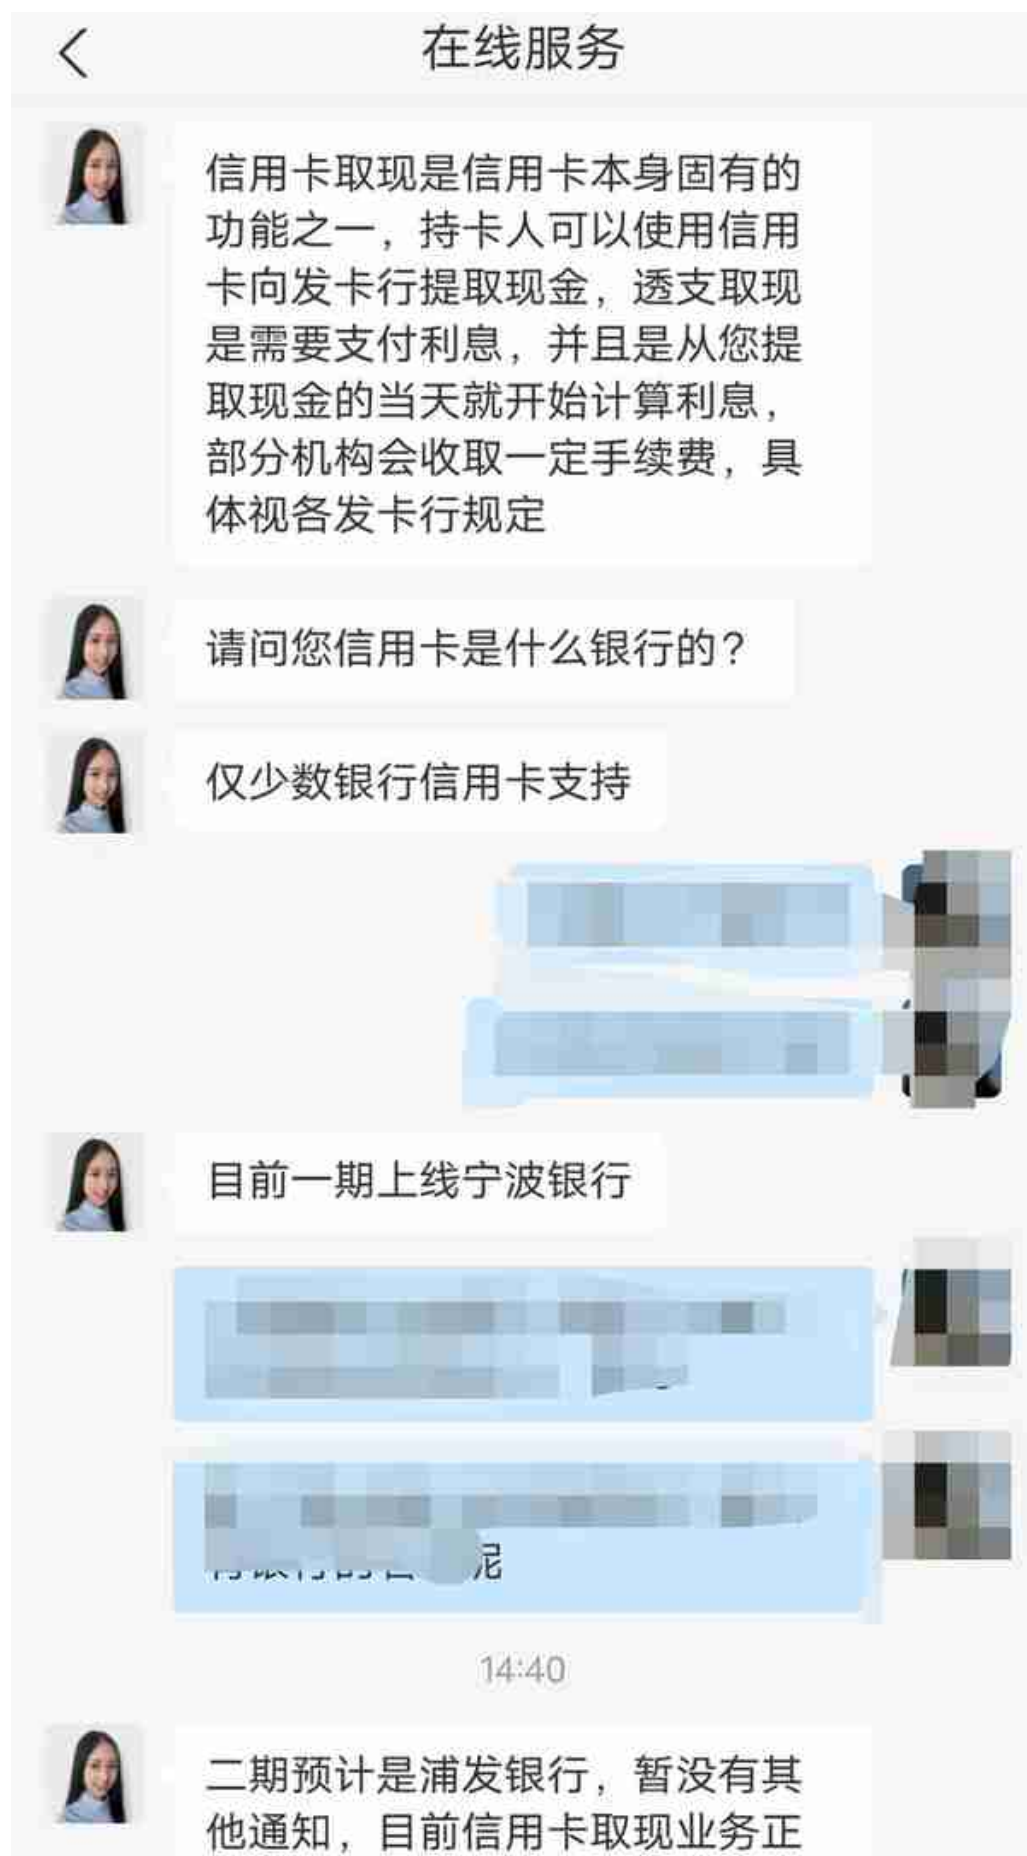 在线服务
信用卡取现是信用卡本身固有的
功能之一，持卡人可以使用信用
卡向发卡行提取现金，透支取现
是需要支付利息，并且是从您提
取现金的当天就开始计算利息，
部分机构会收取一定手续费，具
体视各发卡行规定
请问您信用卡是什么银行的？
仅少数银行信用卡支持
目前一期上线宁波银行
呢
14:40
二期预计是浦发银行，暂没有其
他通知，目前信用卡取现业务正